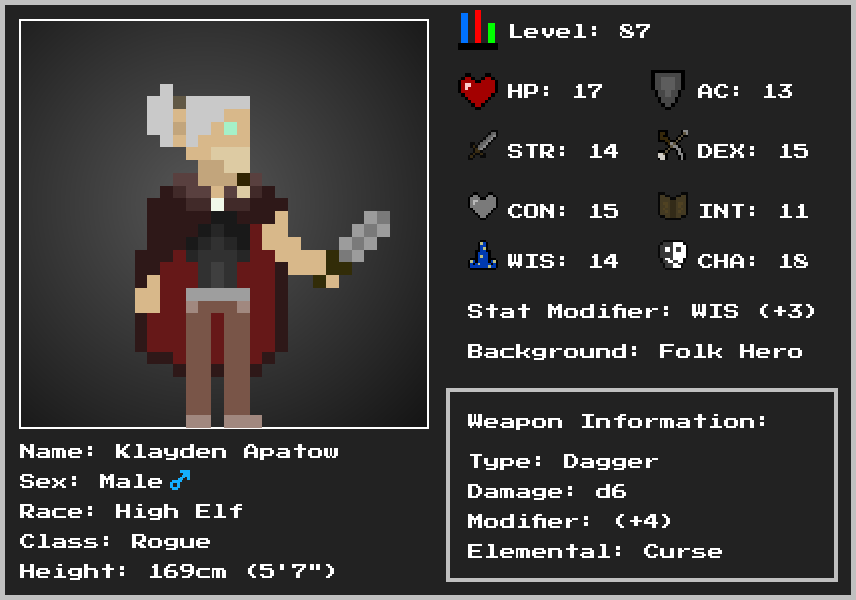 Level: 87
HP: 17
AC: 13
STR: 14
DEX: 15
CON: 15
INT: 11
WIS: 14
CHA: 18
Stat Modifier: WIS (+3)
Background: Folk Hero
Weapon Information:
Type: Dagger
Damage: d6
Modifier: (+4)
Elemental: Curse
Name: Klayden Apatow
Sex: Male♂
Race: High Elf
Class: Rogue
Height: 169cm (5'7")